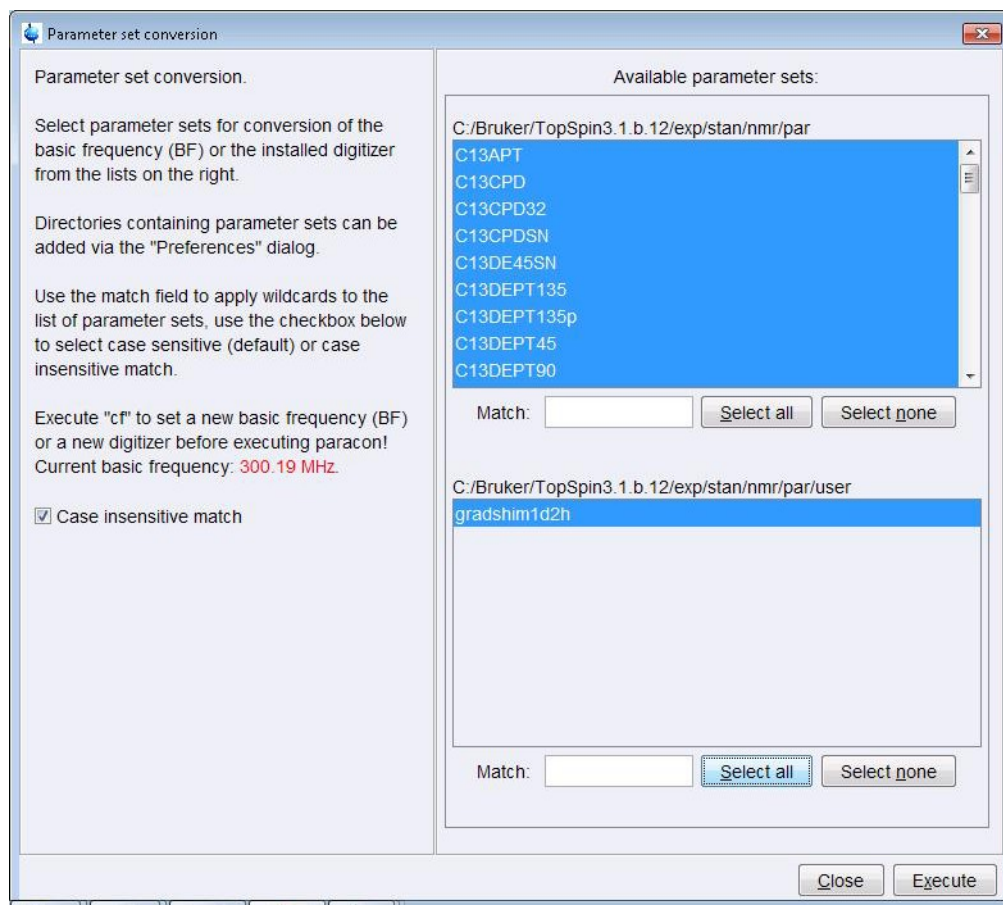 Parameter set conversion
Parameter set conversion.
Select parameter sets for conversion of the
basic frequency (BF) or the installed digitizer
from the lists on the right.
Directories containing parameter sets can be
added via the "Preferences" dialog.
Use the match field to apply wildcards to the
list of parameter sets, use the checkbox below
to select case sensitive (default) or case
insensitive match.
Execute "cf" to set a new basic frequency (BF)
or a new digitizer before executing paracon!
Current basic frequency: 300.19 MHz.
Case insensitive match
Available parameter sets:
C:/Bruker/TopSpin3.1.b.12/exp/stan/nmr/par
C13APT
C13CPD
C13CPD32
C13CPDSN
C13DE45SN
C13DEPT135
C13DEPT135p
C13DEPT45
C13DEPT90
Match: Select all Select none
C:/Bruker/TopSpin3.1.b.12/exp/stan/nmr/par/user
gradshim1d2h
Match: Select all Select none
Close Execute